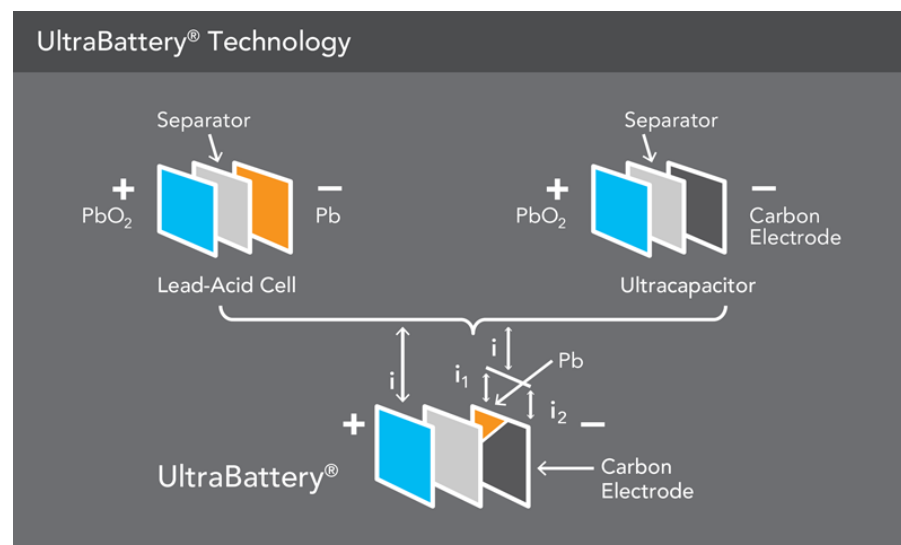 UltraBattery® Technology
Separator
Separator
+
PbO₂
−
Pb
+
PbO₂
−
Carbon
Electrode
Lead-Acid Cell
Ultracapacitor
i
i
i₁
Pb
i₂
+
−
UltraBattery®
Carbon
Electrode